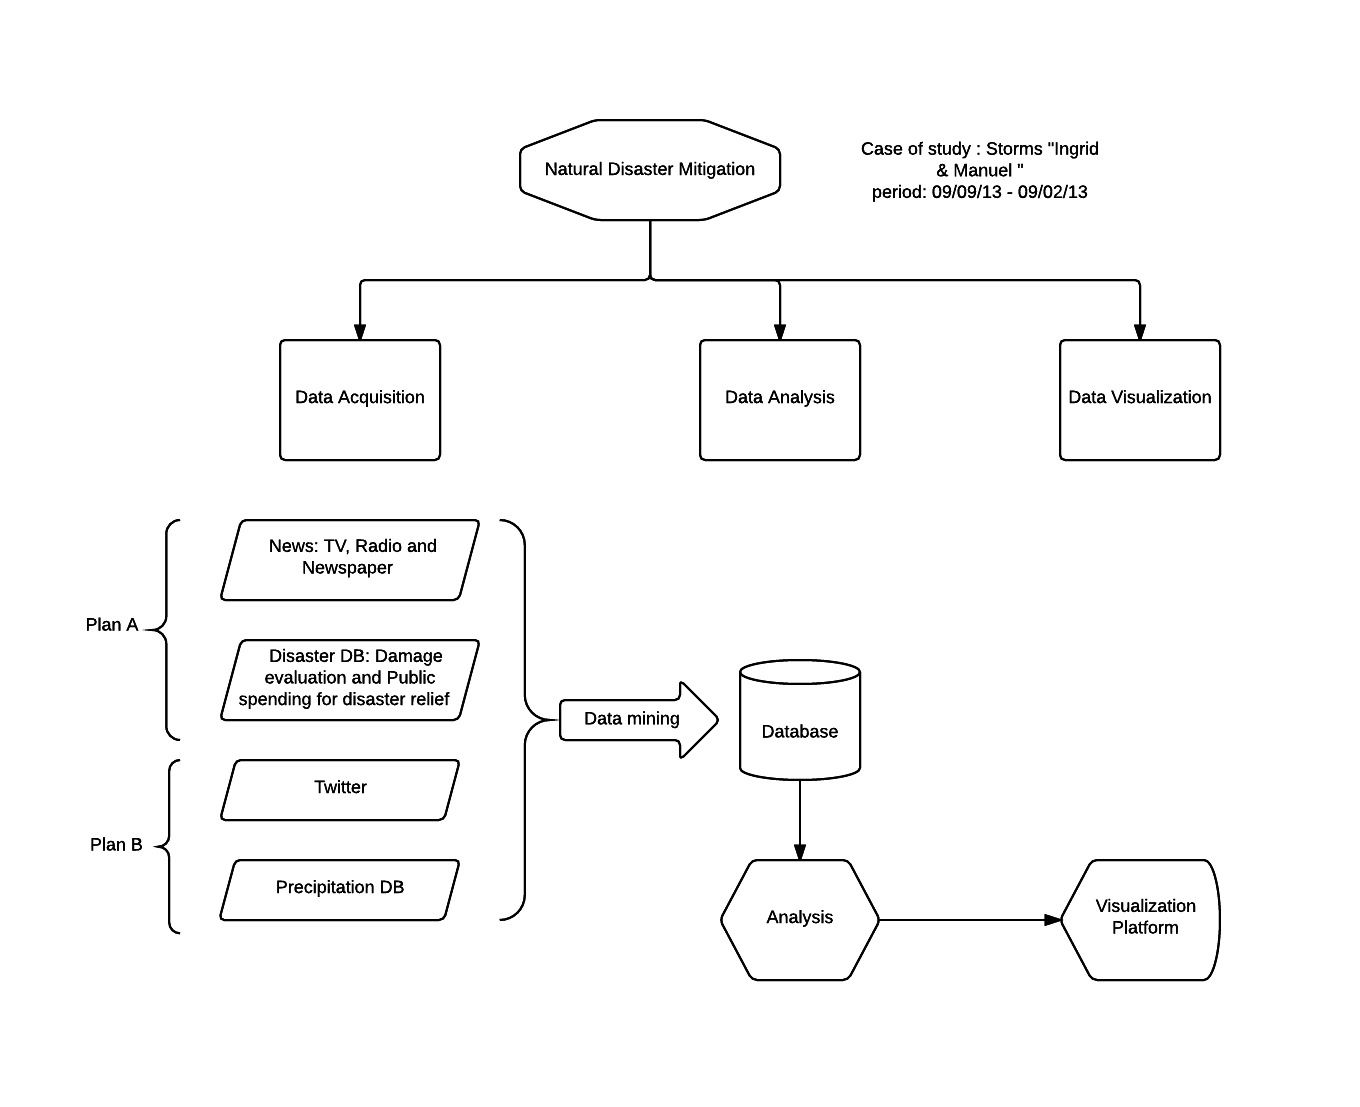 Natural Disaster Mitigation
Case of study : Storms "Ingrid
& Manuel "
period: 09/09/13 - 09/02/13
Data Acquisition
Data Analysis
Data Visualization
Plan A
News: TV, Radio and
Newspaper
Disaster DB: Damage
evaluation and Public
spending for disaster relief
Plan B
Twitter
Precipitation DB
Data mining
Database
Analysis
Visualization
Platform